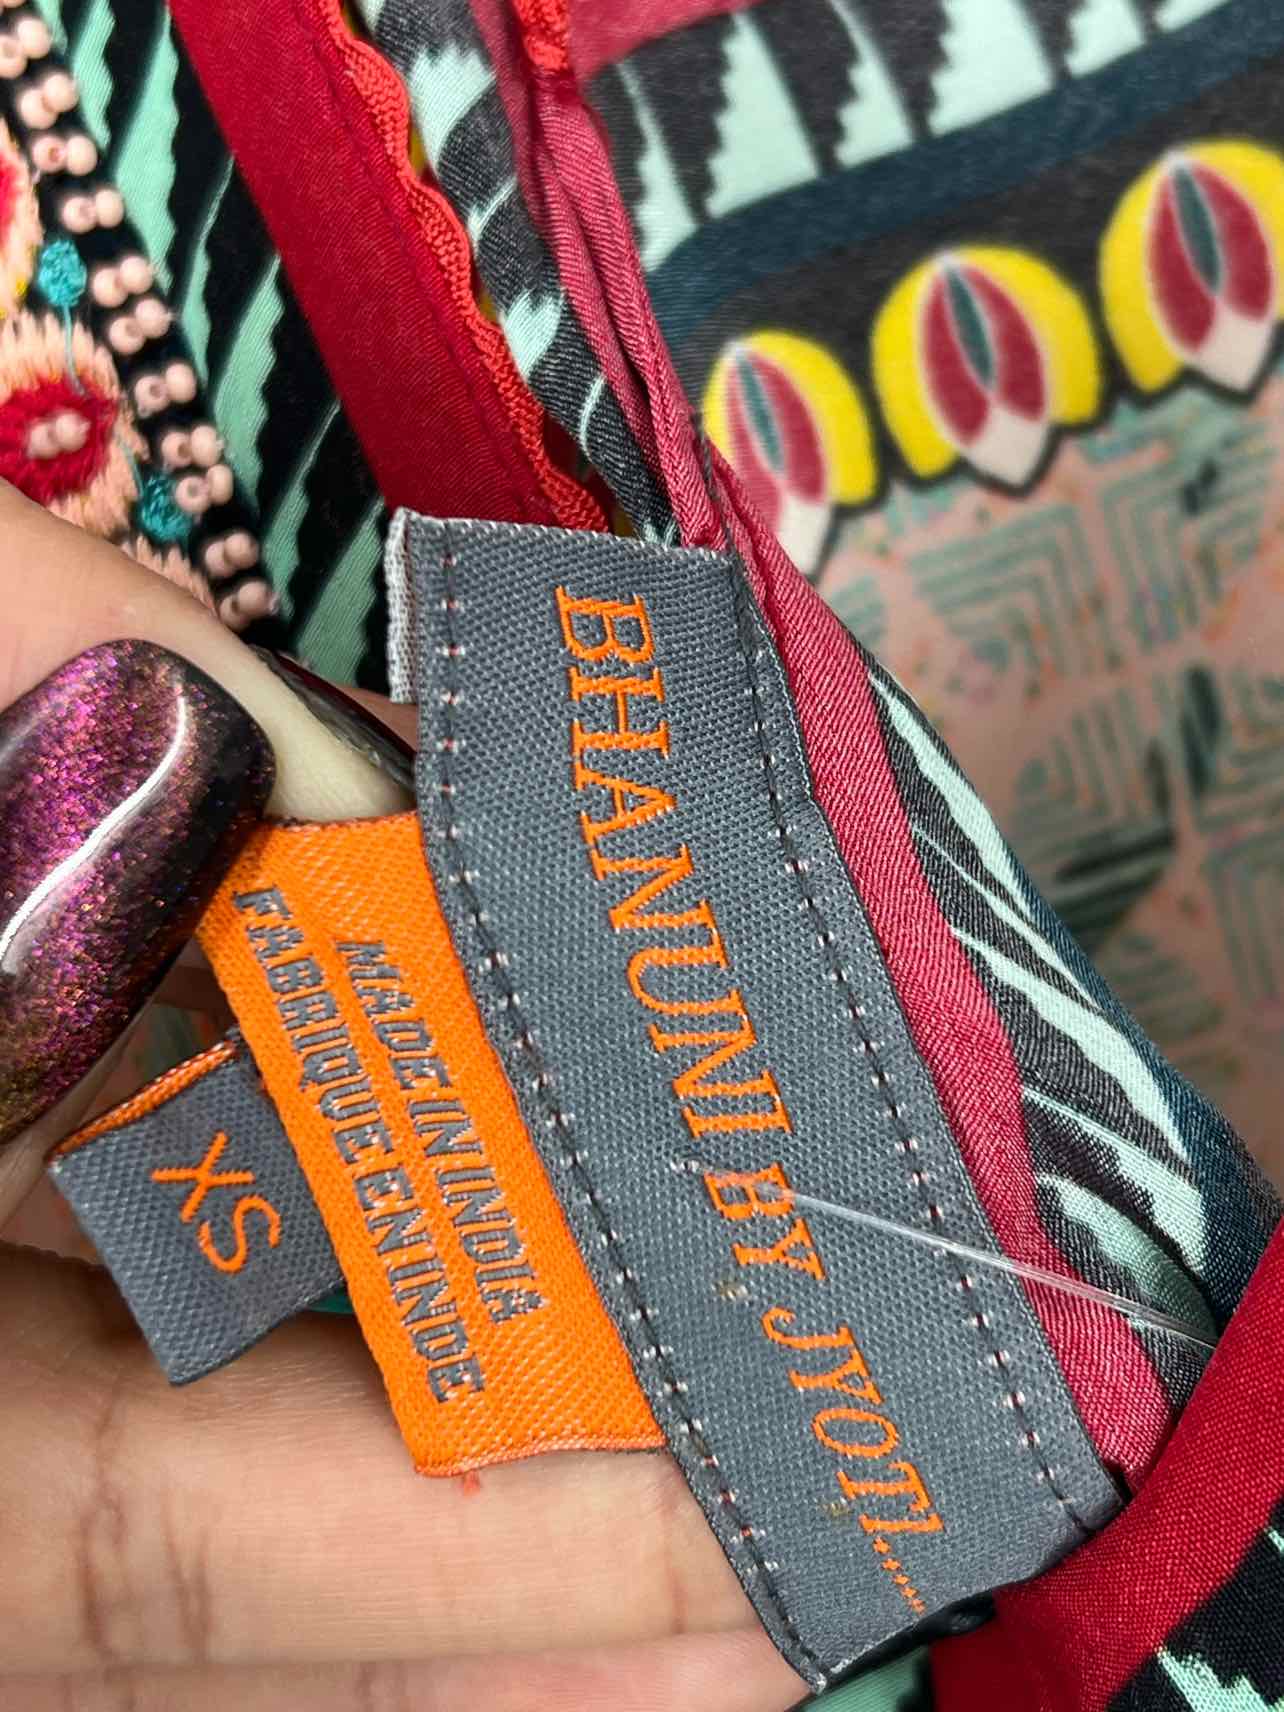 BHANUNI BY JYOTI......
MADE IN INDIA
FABRIQUE EN INDE
XS